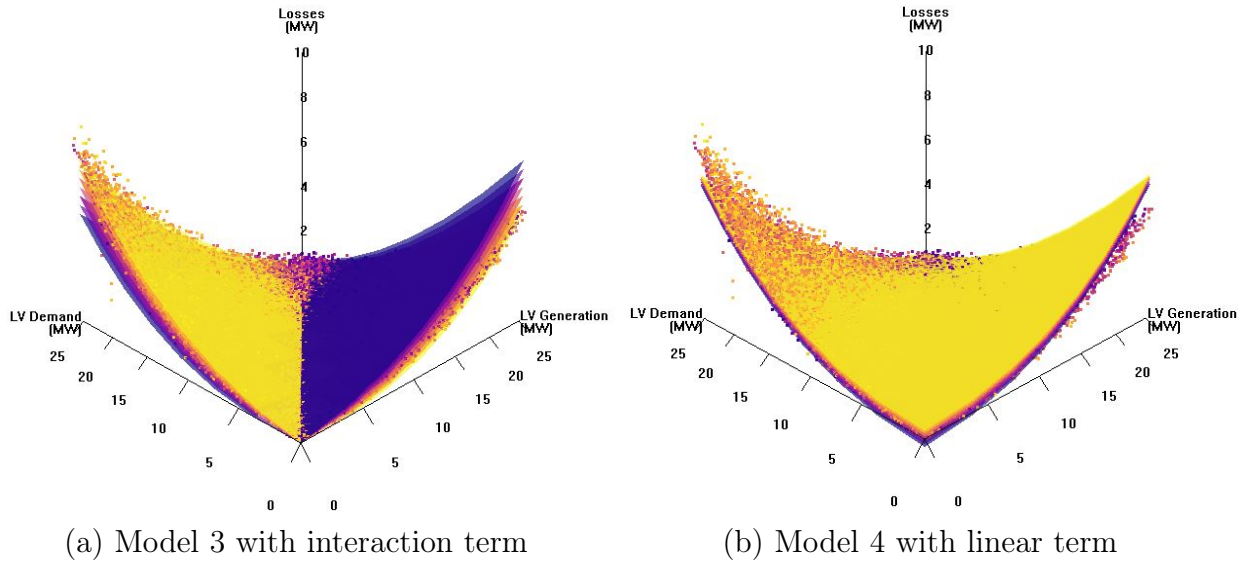 Losses
(MW)
10
8
6
4
2
LV Demand
(MW)
25
20
15
10
5
0
LV Generation
(MW)
25
20
15
10
5
0
(a) Model 3 with interaction term
Losses
(MW)
10
8
6
4
2
LV Demand
(MW)
25
20
15
10
5
0
LV Generation
(MW)
25
20
15
10
5
0
(b) Model 4 with linear term